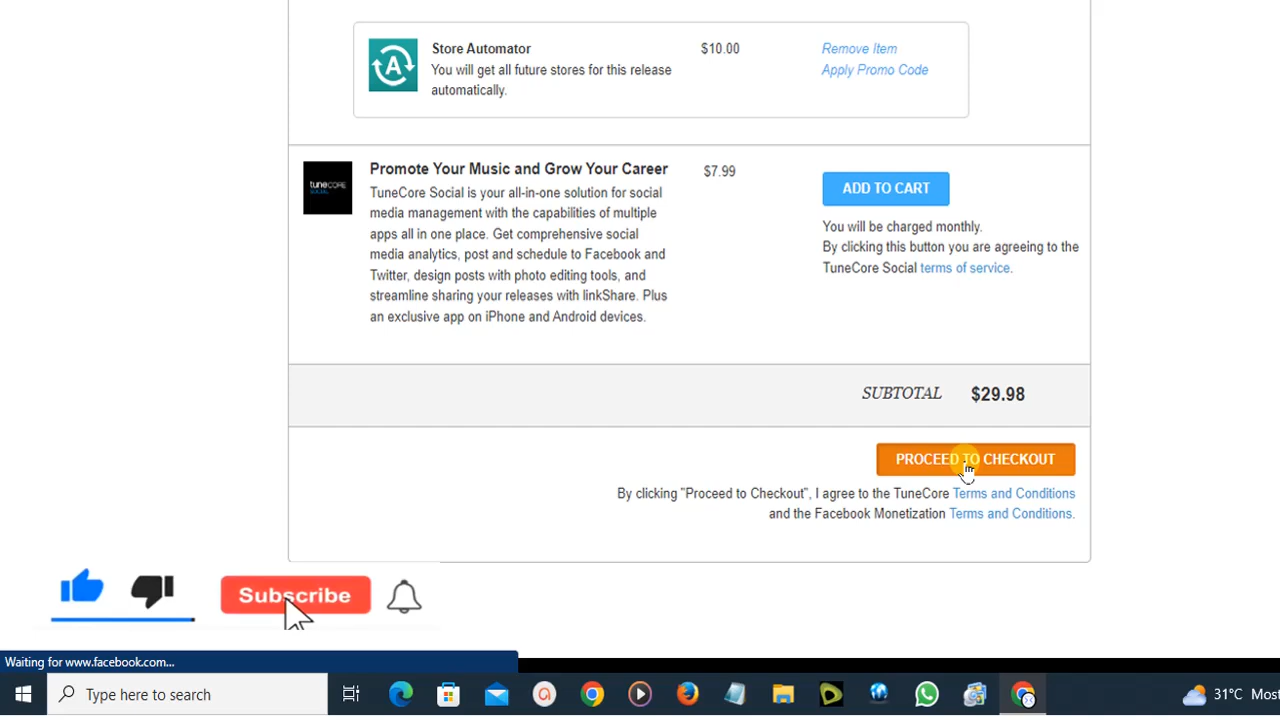 Store Automator
$10.00
Remove Item
You will get all future stores for this release
automatically.
Apply Promo Code
A
Promote Your Music and Grow Your Career
$7.99
ADD TO CART
tuneCORE
SOCIAL
TuneCore Social is your all-in-one solution for social
media management with the capabilities of multiple
apps all in one place. Get comprehensive social
media analytics, post and schedule to Facebook and
Twitter, design posts with photo editing tools, and
streamline sharing your releases with linkShare. Plus
an exclusive app on iPhone and Android devices.
You will be charged monthly.
By clicking this button you are agreeing to the
TuneCore Social terms of service.
SUBTOTAL $29.98
PROCEED TO CHECKOUT
By clicking "Proceed to Checkout", I agree to the TuneCore Terms and Conditions
and the Facebook Monetization Terms and Conditions.
Subscribe
Waiting for www.facebook.com...
Type here to search
31°C Most